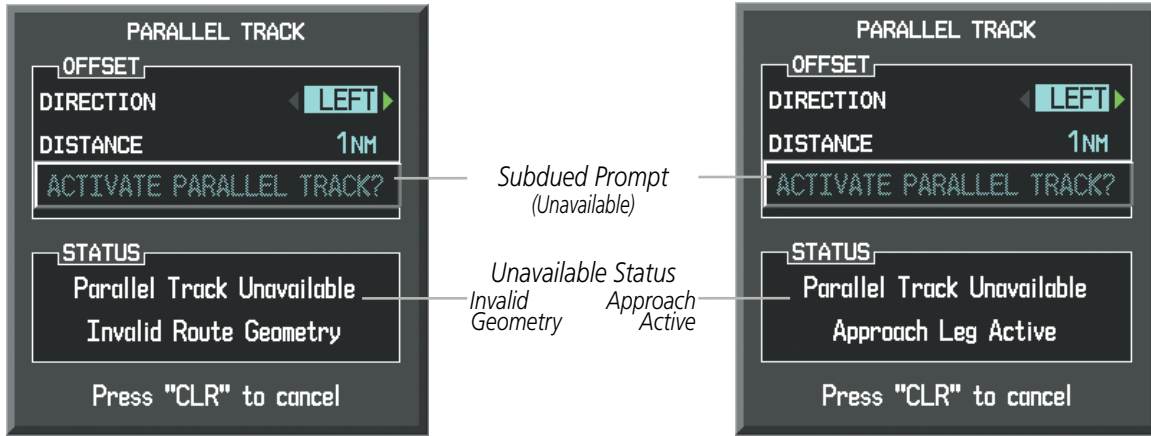 PARALLEL TRACK
OFFSET
DIRECTION LEFT
DISTANCE 1NM
ACTIVATE PARALLEL TRACK?
STATUS
Parallel Track Unavailable
Invalid Route Geometry
Press "CLR" to cancel
Subdued Prompt
(Unavailable)
Unavailable Status
Invalid
Geometry
Approach
Active
PARALLEL TRACK
OFFSET
DIRECTION LEFT
DISTANCE 1NM
ACTIVATE PARALLEL TRACK?
STATUS
Parallel Track Unavailable
Approach Leg Active
Press "CLR" to cancel